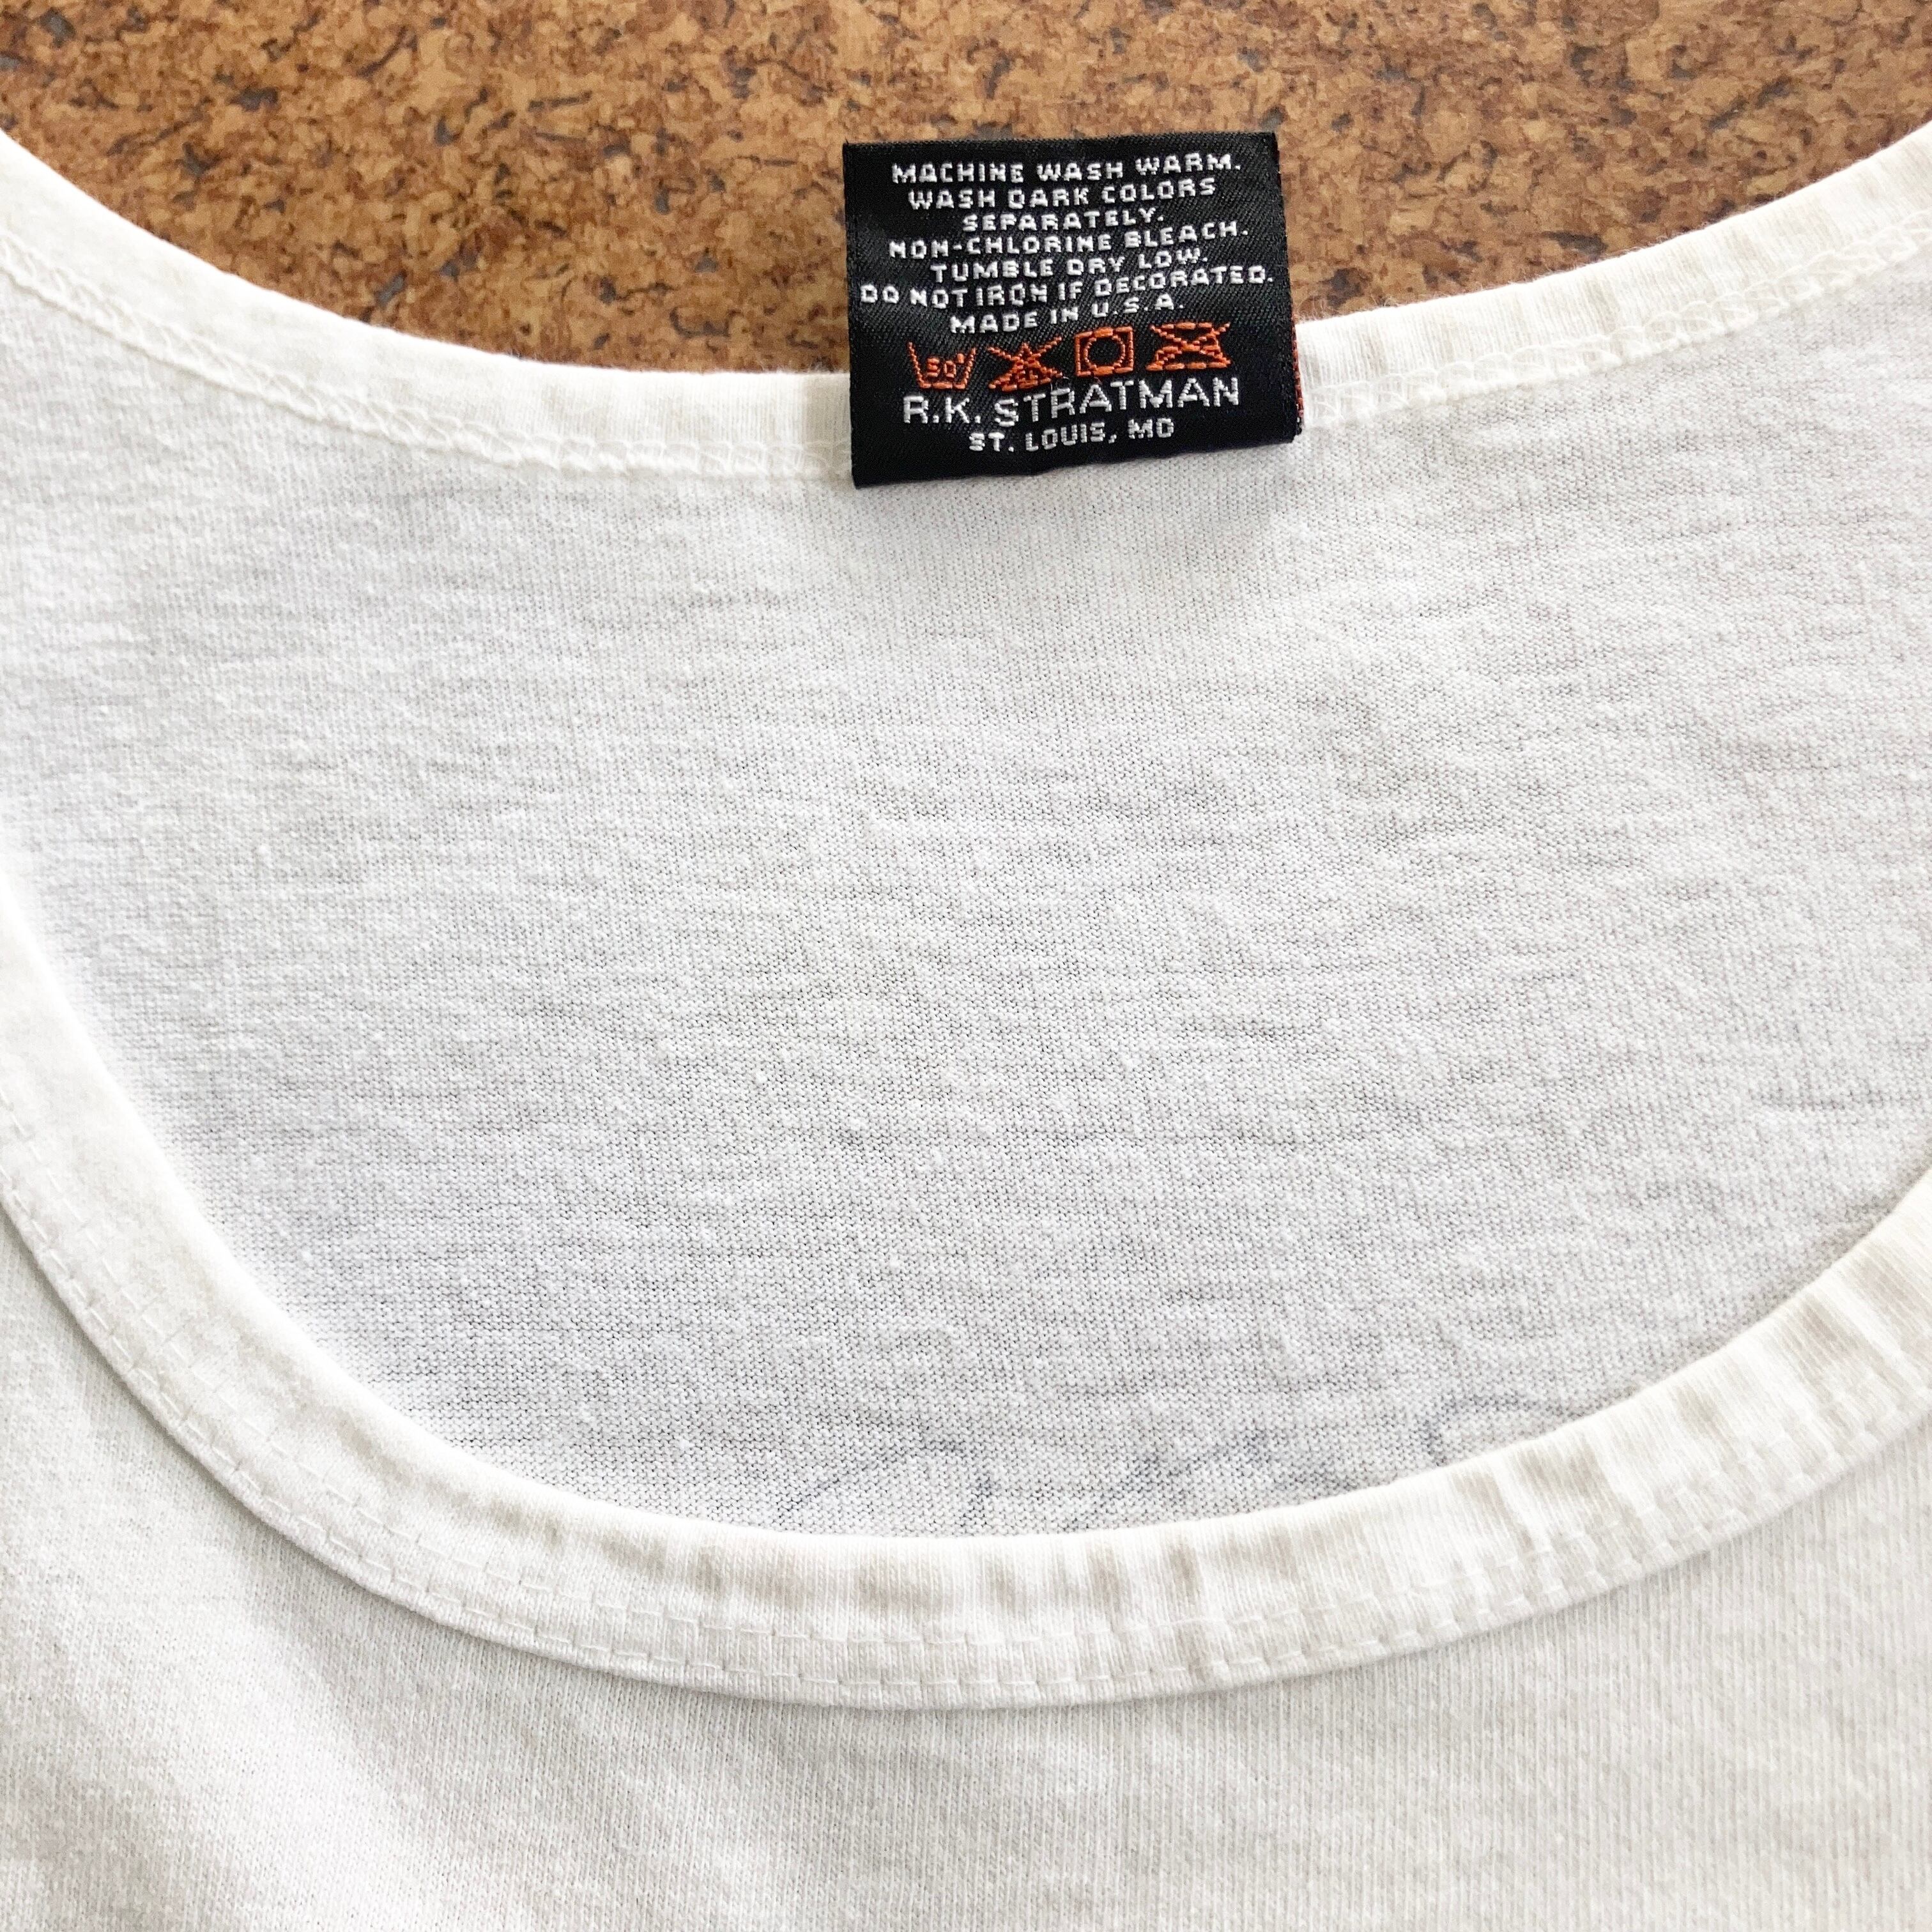 MACHINE WASH WARM.
WASH DARK COLORS
SEPARATELY.
NON-CHLORINE BLEACH.
TUMBLE DRY LOW.
DO NOT IRON IF DECORATED.
MADE IN U.S.A.
50°
R.K. STRATMAN
ST. LOUIS, MO